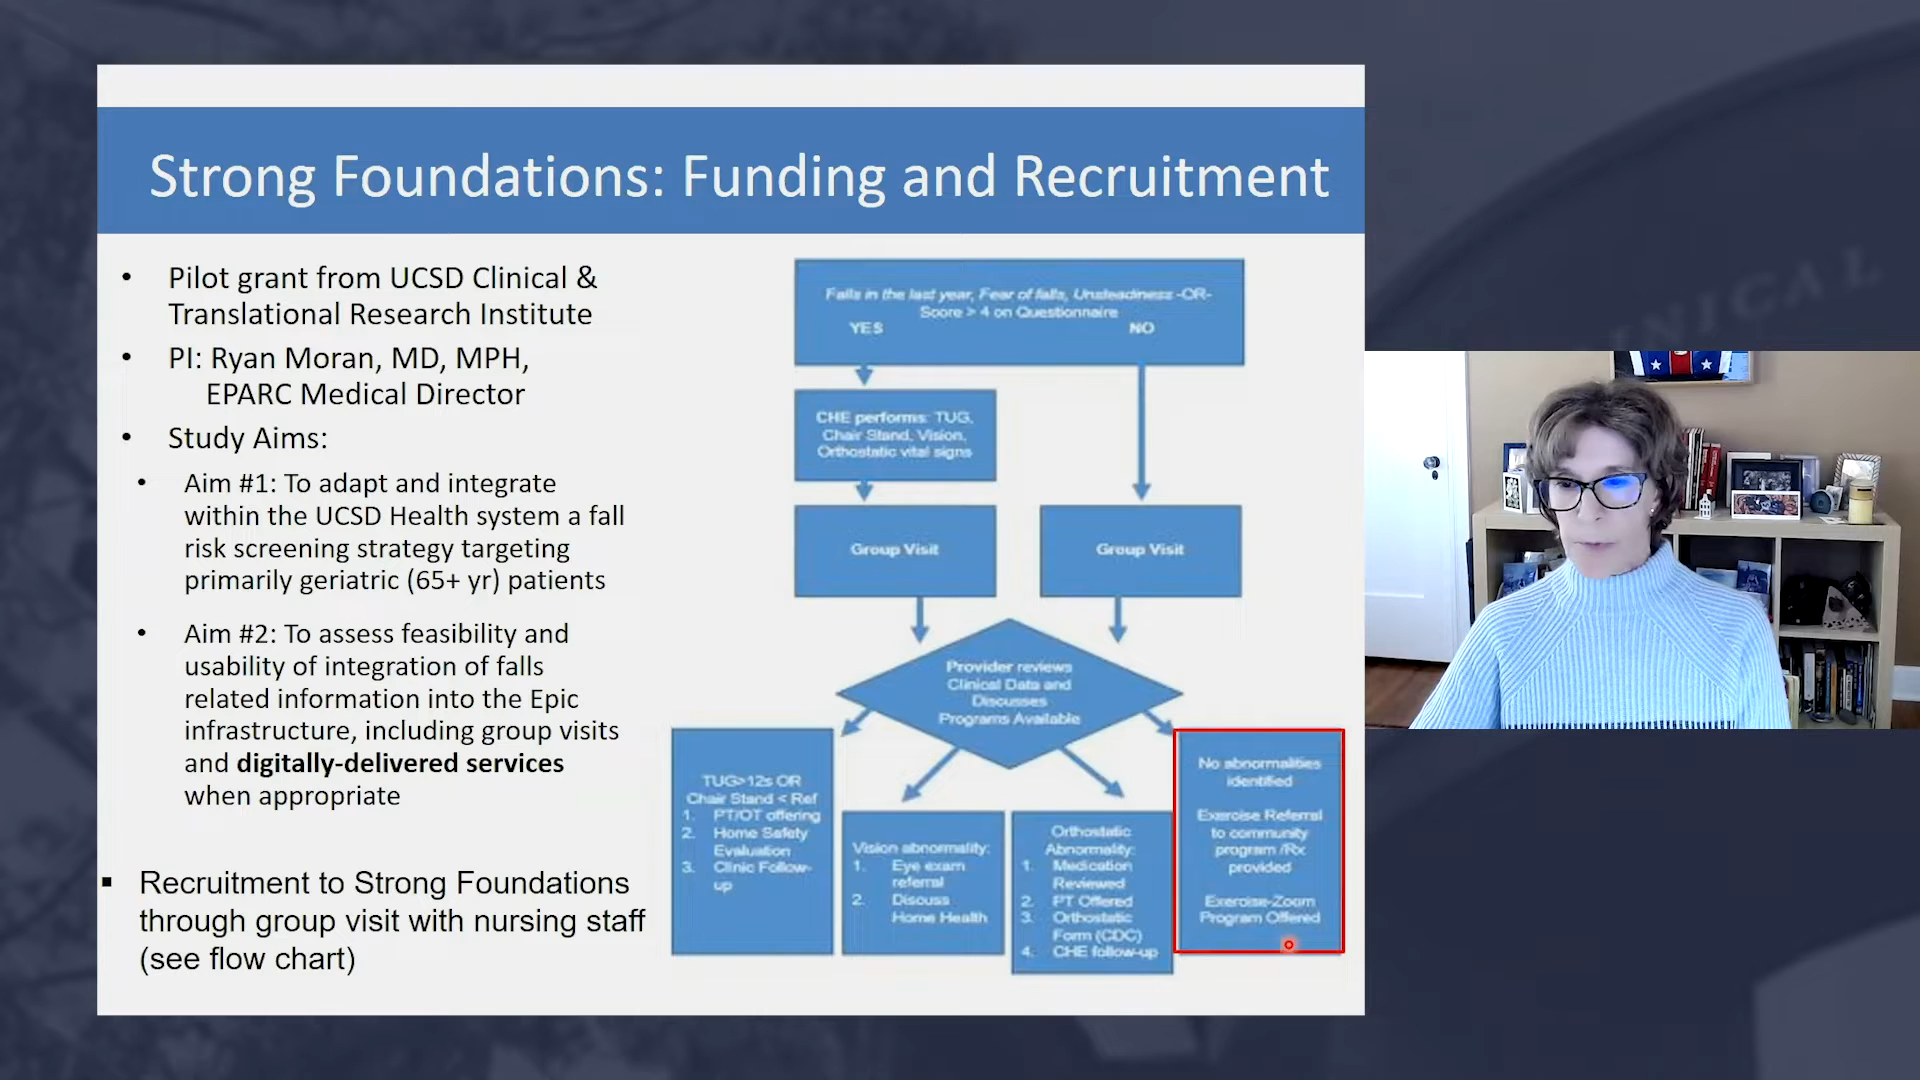 Strong Foundations: Funding and Recruitment
• Pilot grant from UCSD Clinical &
Translational Research Institute
• PI: Ryan Moran, MD, MPH,
EPARC Medical Director
• Study Aims:
• Aim #1: To adapt and integrate
within the UCSD Health system a fall
risk screening strategy targeting
primarily geriatric (65+ yr) patients
• Aim #2: To assess feasibility and
usability of integration of falls
related information into the Epic
infrastructure, including group visits
and digitally-delivered services
when appropriate
▪ Recruitment to Strong Foundations
through group visit with nursing staff
(see flow chart)
Falls in the last year, Fear of falls, Unsteadiness -OR-
Score > 4 on Questionnaire
YES NO
CHE performs: TUG,
Chair Stand, Vision,
Orthostatic vital signs
Group Visit
Group Visit
Provider reviews
Clinical Data and
Discusses
Programs Available
TUG>12s OR
Chair Stand < Ref
1. PT/OT offering
2. Home Safety
Evaluation
3. Clinic Follow-
up
Vision abnormality:
1. Eye exam
referral
2. Discuss
Home Health
Orthostatic
Abnormality:
1. Medication
Reviewed
2. PT Offered
3. Orthostatic
Form (CDC)
4. CHE follow-up
No abnormalities
identified
Exercise Referral
to community
program /Rx
provided
Exercise-Zoom
Program Offered